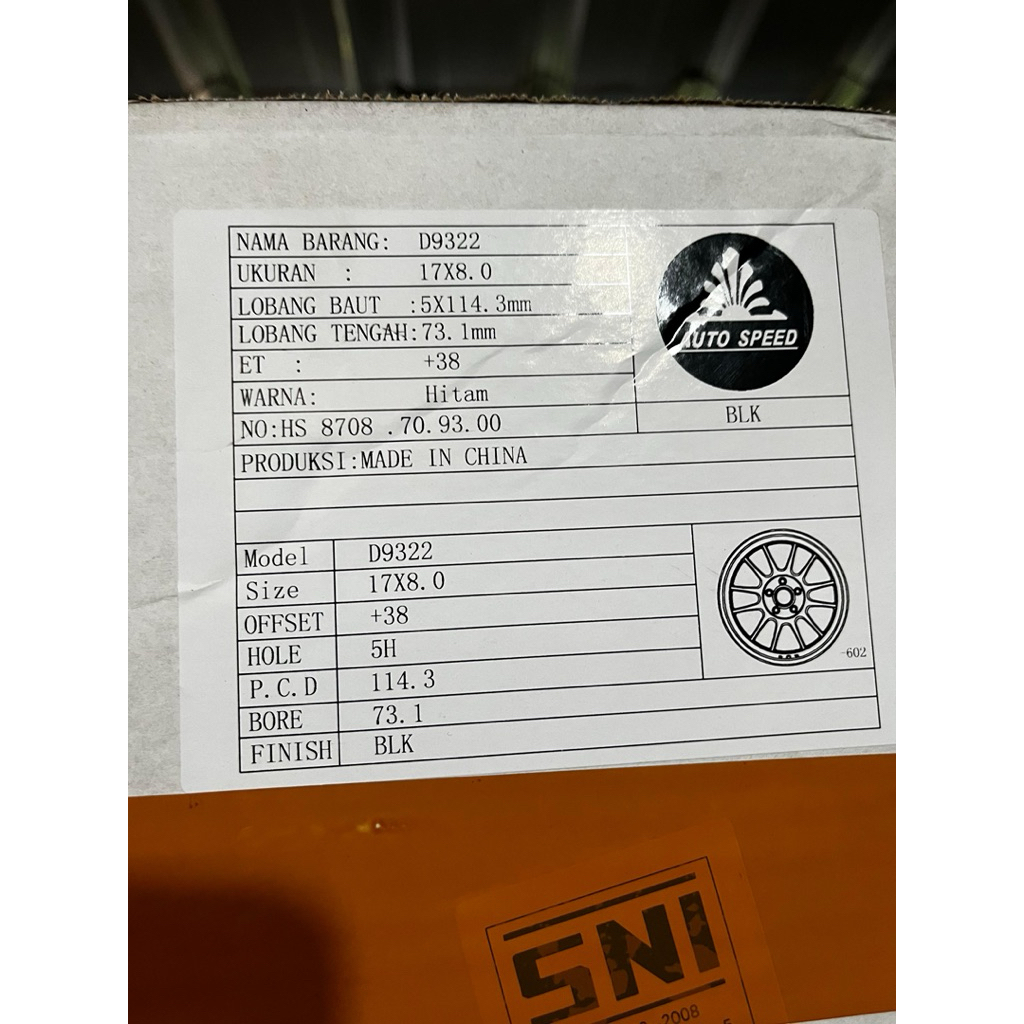 NAMA BARANG: D9322
UKURAN : 17X8.0
LOBANG BAUT :5X114.3mm
LOBANG TENGAH:73.1mm
ET : +38
WARNA: Hitam
NO:HS 8708 .70.93.00
PRODUKSI:MADE IN CHINA
AUTO SPEED
BLK
Model D9322
Size 17X8.0
OFFSET +38
HOLE 5H
P.C.D 114.3
BORE 73.1
FINISH BLK
-602
SNI
2008